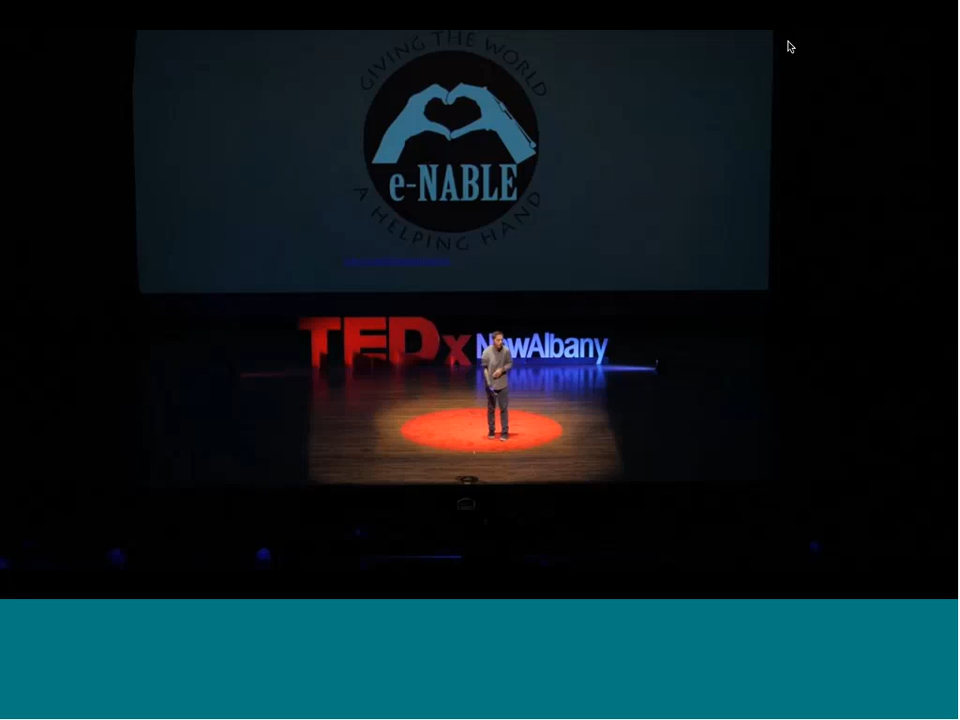 GIVING THE WORLD
e-NABLE
A HELPING HAND
TEDx NewAlbany